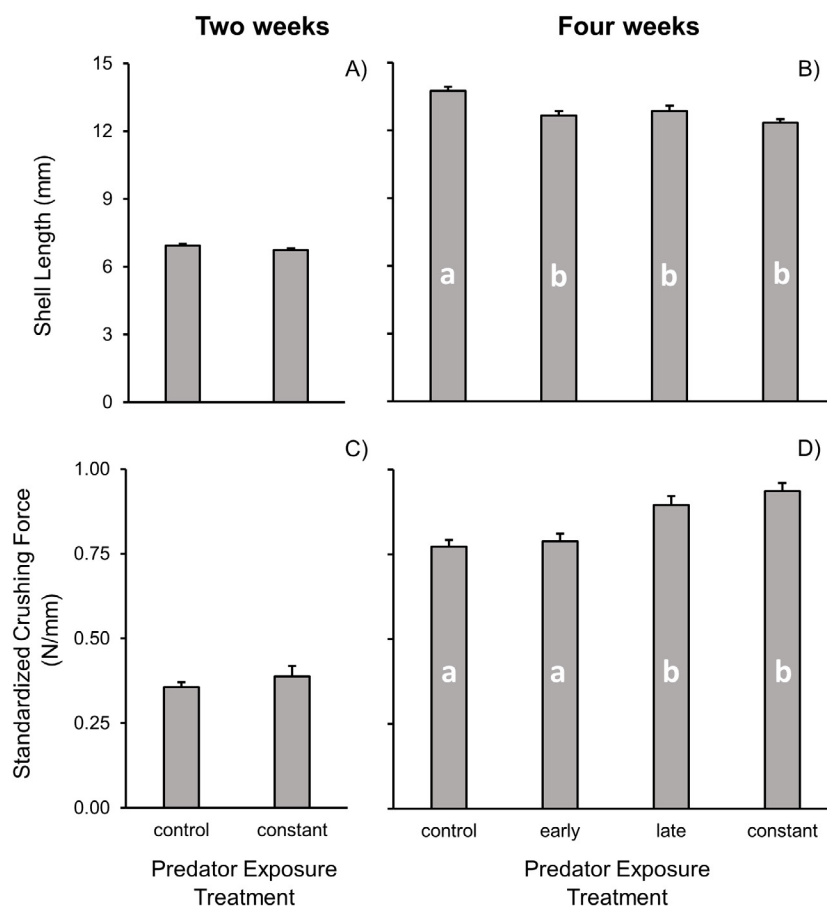 Two weeks
Four weeks
A)
B)
Shell Length (mm)
15
12
9
6
3
0
a
b
b
b
C)
D)
Standardized Crushing Force
(N/mm)
1.00
0.75
0.50
0.25
0.00
a
a
b
b
control
constant
control
early
late
constant
Predator Exposure
Treatment
Predator Exposure
Treatment